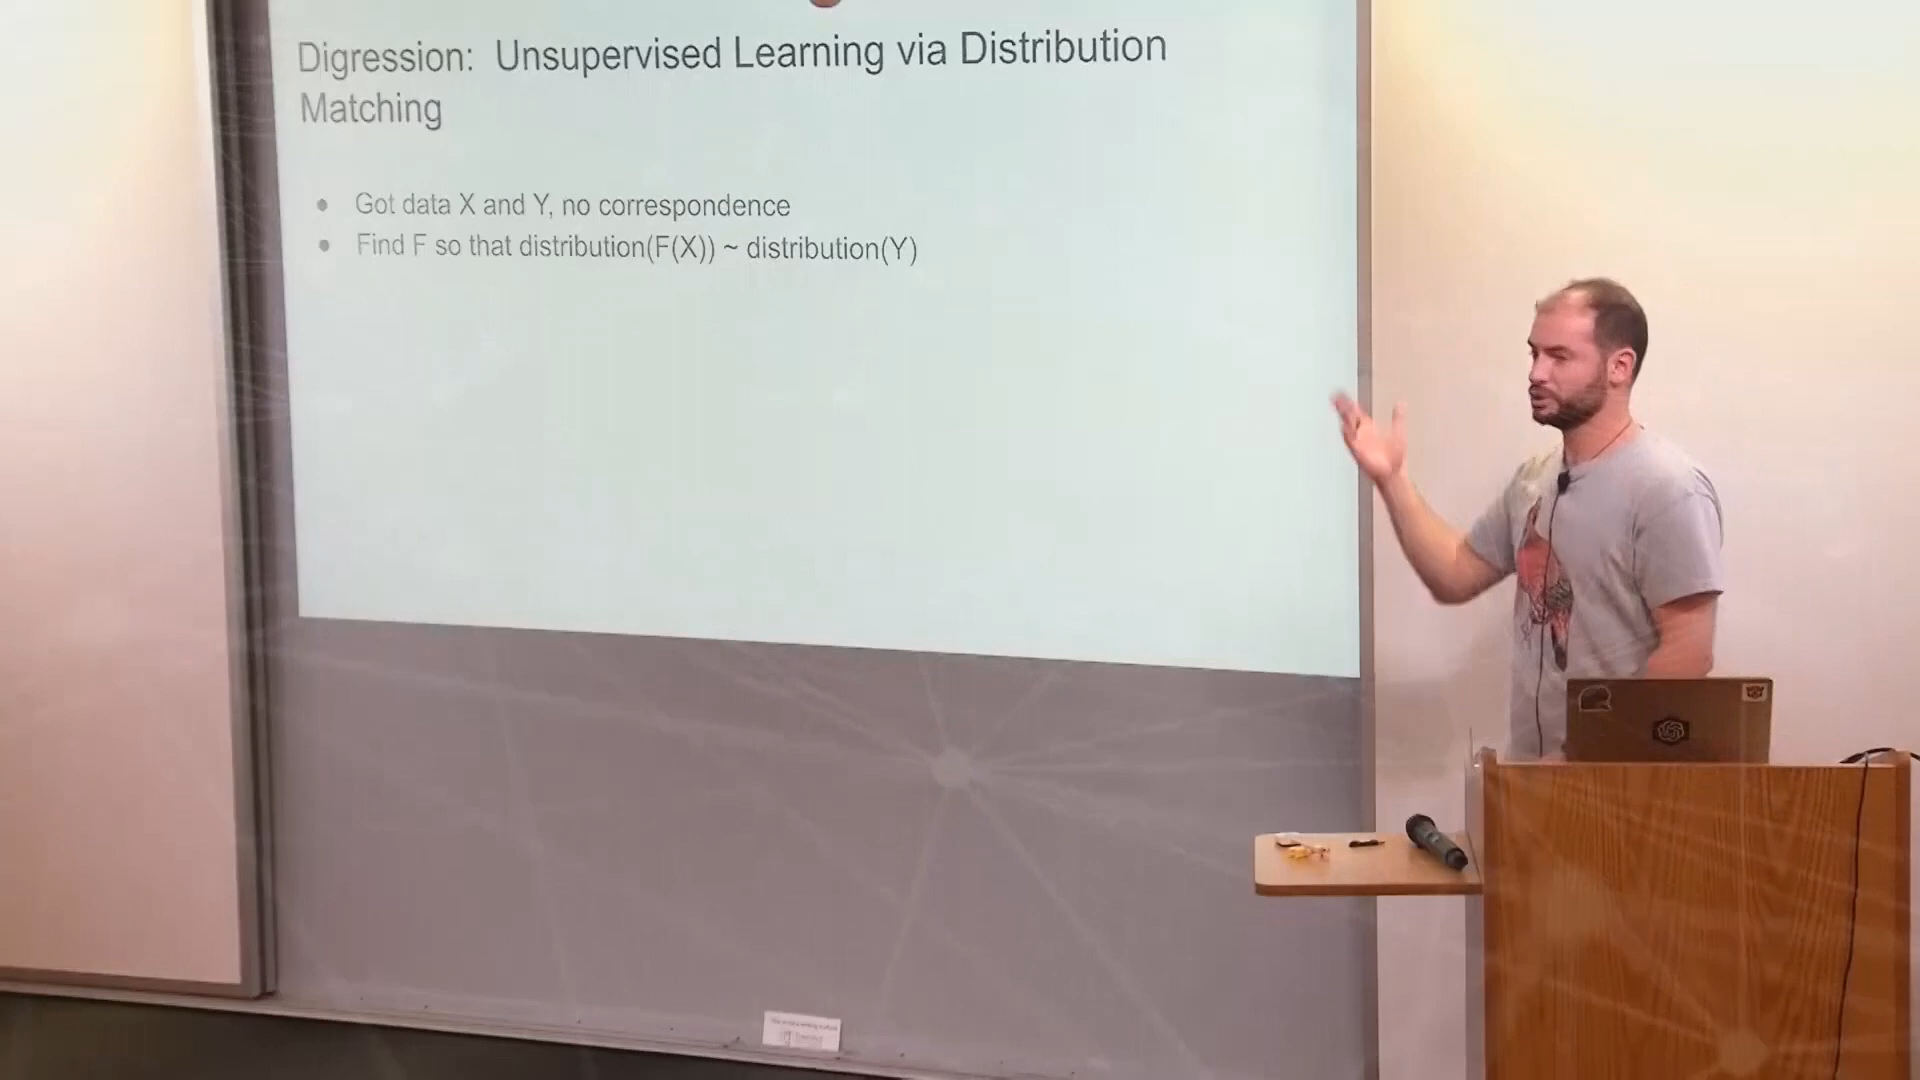 Digression: Unsupervised Learning via Distribution
Matching
• Got data X and Y, no correspondence
• Find F so that distribution(F(X)) ~ distribution(Y)